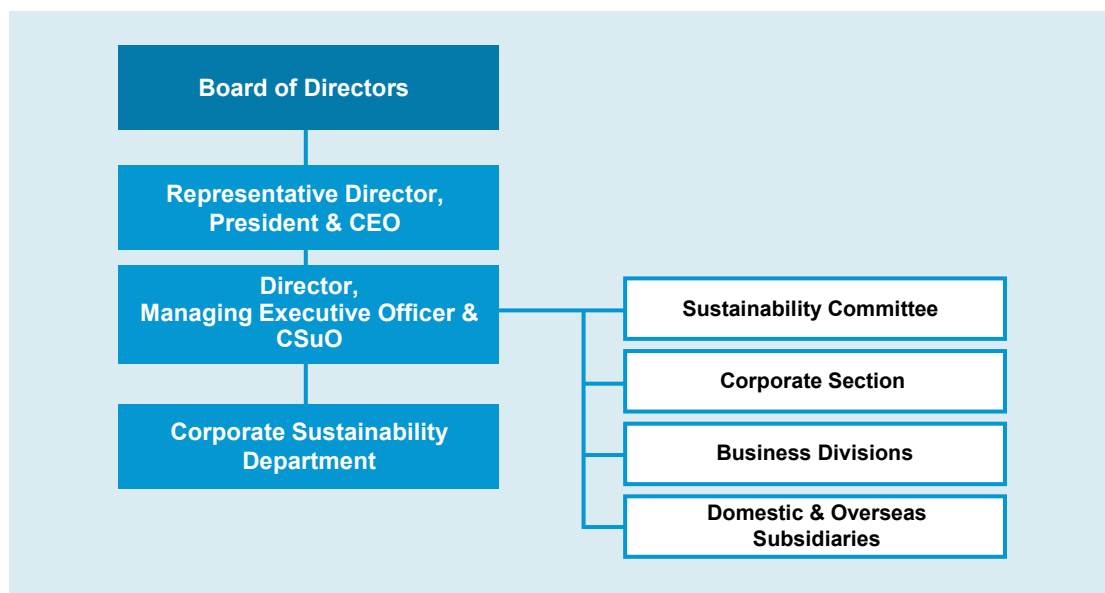 Board of Directors
Representative Director,
President & CEO
Director,
Managing Executive Officer &
CSuO
Corporate Sustainability
Department
Sustainability Committee
Corporate Section
Business Divisions
Domestic & Overseas
Subsidiaries